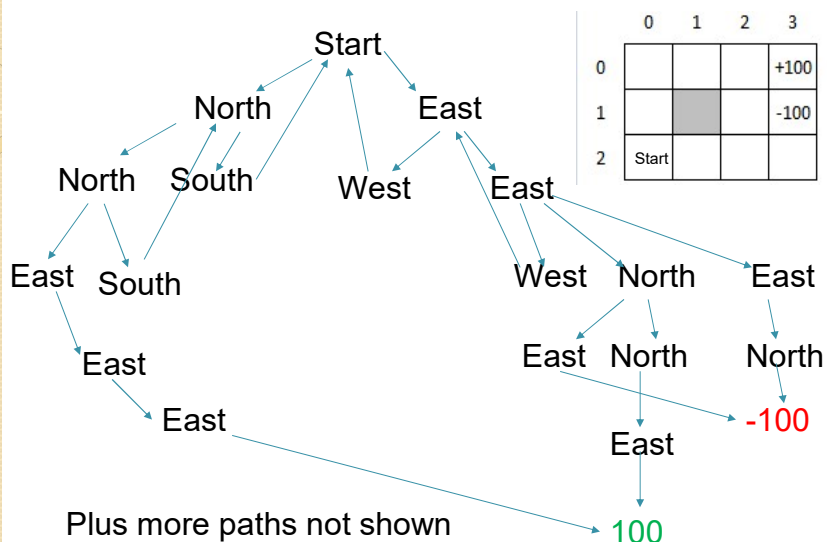 0 1 2 3
0 +100
1 -100
2 Start
Start
North East
North South West East
East South West North East
East East North North
East -100
East
Plus more paths not shown 100